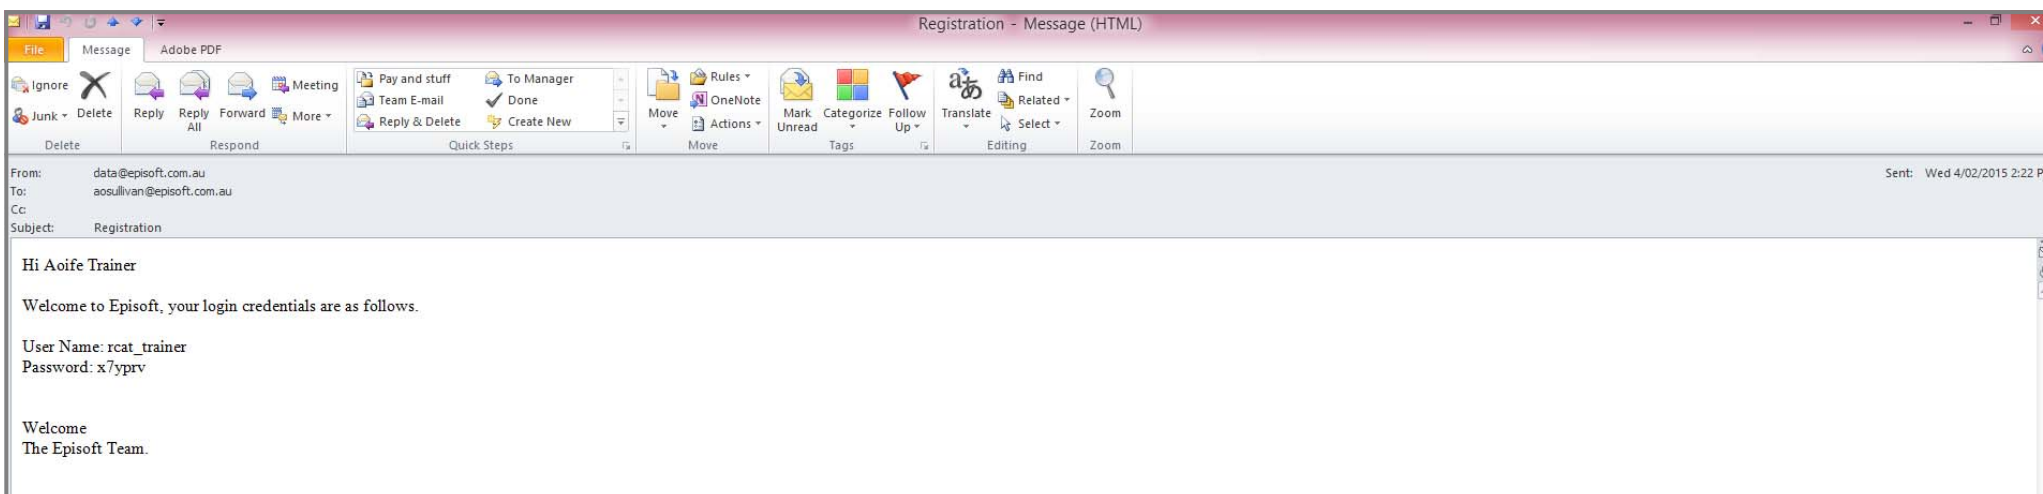 Registration - Message (HTML)
File Message Adobe PDF
Ignore
Junk
Delete
Delete
Reply
Reply All
Forward
Meeting
More
Respond
Pay and stuff
Team E-mail
Reply & Delete
To Manager
Done
Create New
Quick Steps
Move
Rules
OneNote
Actions
Move
Mark Unread
Categorize
Follow Up
Tags
Translate
Find
Related
Select
Editing
Zoom
Zoom
From: data@episoft.com.au
Sent: Wed 4/02/2015 2:22 P
To: aosullivan@episoft.com.au
Cc:
Subject: Registration
Hi Aoife Trainer
Welcome to Episoft, your login credentials are as follows.
User Name: rcat_trainer
Password: x7yprv
Welcome
The Episoft Team.